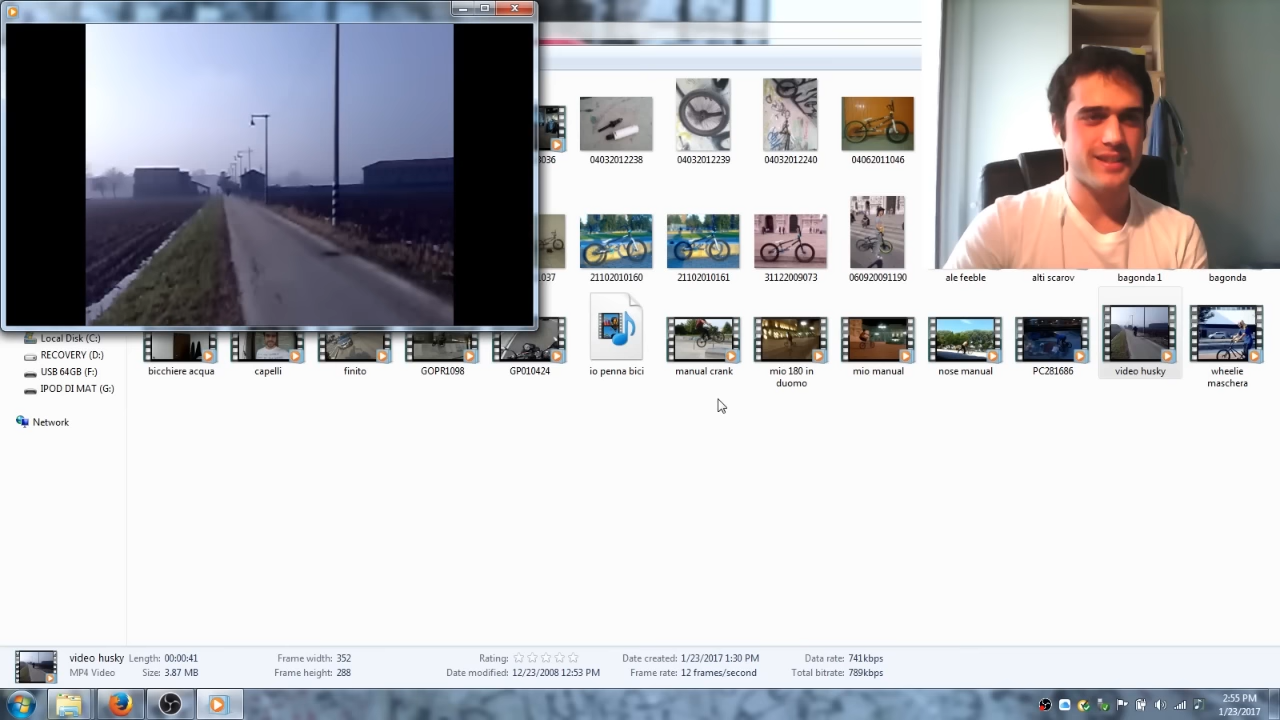 036
04032012238
04032012239
04032012240
04062011046
037
21102010160
21102010161
31122009073
060920091190
ale feeble
alti scarov
bagonda 1
bagonda
Local Disk (C:)
RECOVERY (D:)
USB 64GB (F:)
IPOD DI MAT (G:)
Network
bicchiere acqua
capelli
finito
GOPR1098
GP010424
io penna bici
manual crank
mio 180 in
duomo
mio manual
nose manual
PC281686
video husky
wheelie
maschera
video husky Length: 00:00:41 Frame width: 352 Rating: Date created: 1/23/2017 1:30 PM Data rate: 741kbps
MP4 Video Size: 3.87 MB Frame height: 288 Date modified: 12/23/2008 12:53 PM Frame rate: 12 frames/second Total bitrate: 789kbps
2:55 PM
1/23/2017